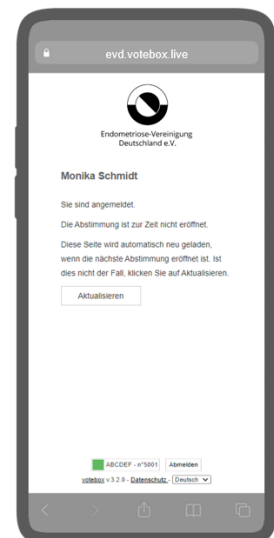 evd.votebox.live
Endometriose-Vereinigung
Deutschland e.V.
Monika Schmidt
Sie sind angemeldet.
Die Abstimmung ist zur Zeit nicht eröffnet.
Diese Seite wird automatisch neu geladen,
wenn die nächste Abstimmung eröffnet ist. Ist
dies nicht der Fall, klicken Sie auf Aktualisieren.
Aktualisieren
ABCDEF - n°5001 Abmelden
votebox v 3.2.9 - Datenschutz - Deutsch